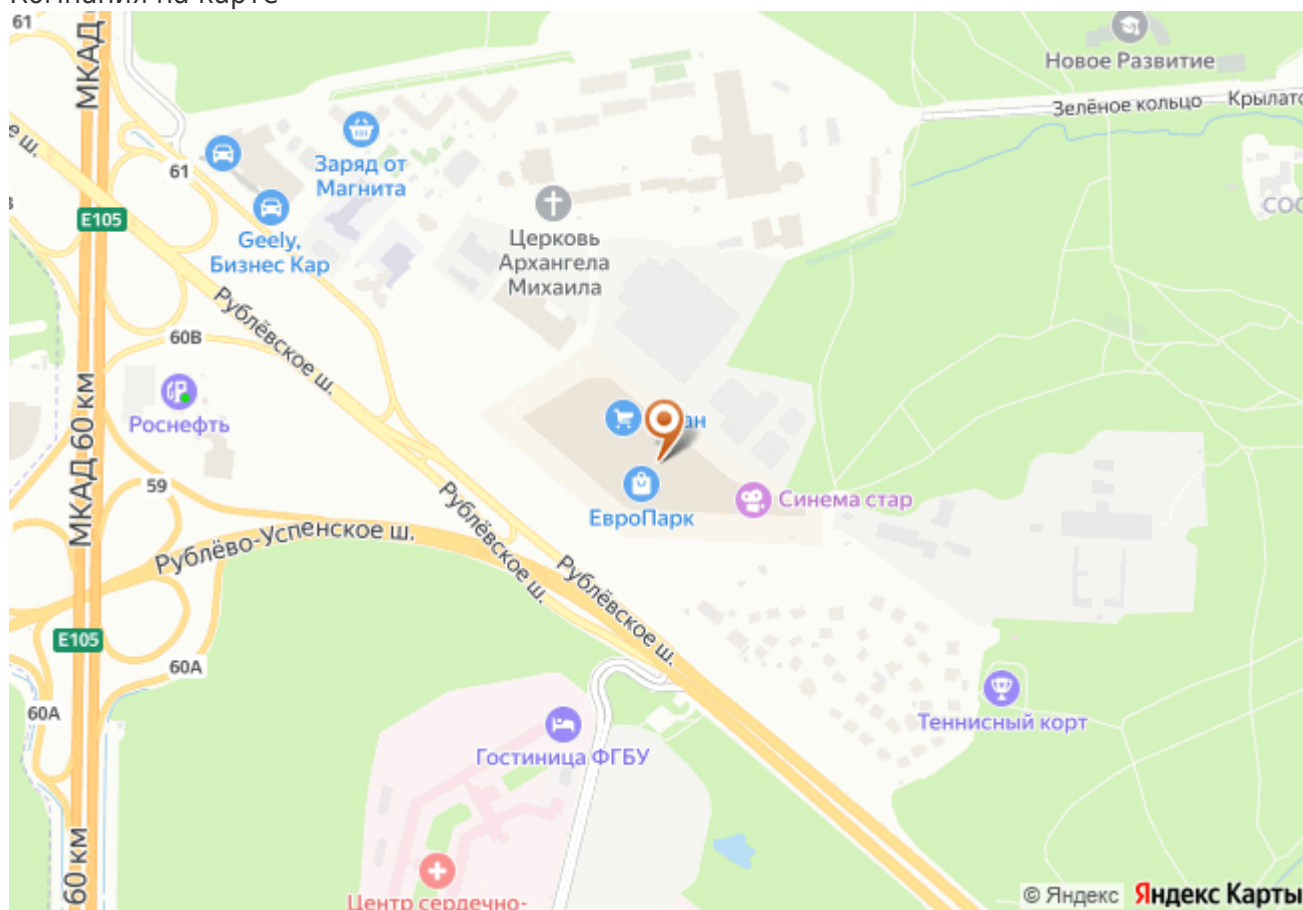 61
МКАД
Новое Развитие
Зелёное кольцо
Заряд от
Магнита
61
E105
Geely,
Бизнес Кар
Церковь
Архангела
Михаила
Рублёвское ш.
60В
МКАД 60 км
Роснефть
59
ЕвроПарк
Синема стар
Рублёво-Успенское ш.
Рублёвское ш.
Рублёвское ш.
E105
60А
60А
Теннисный корт
Гостиница ФГБУ
60 км
Центр сердечно-
© Яндекс Яндекс Карты